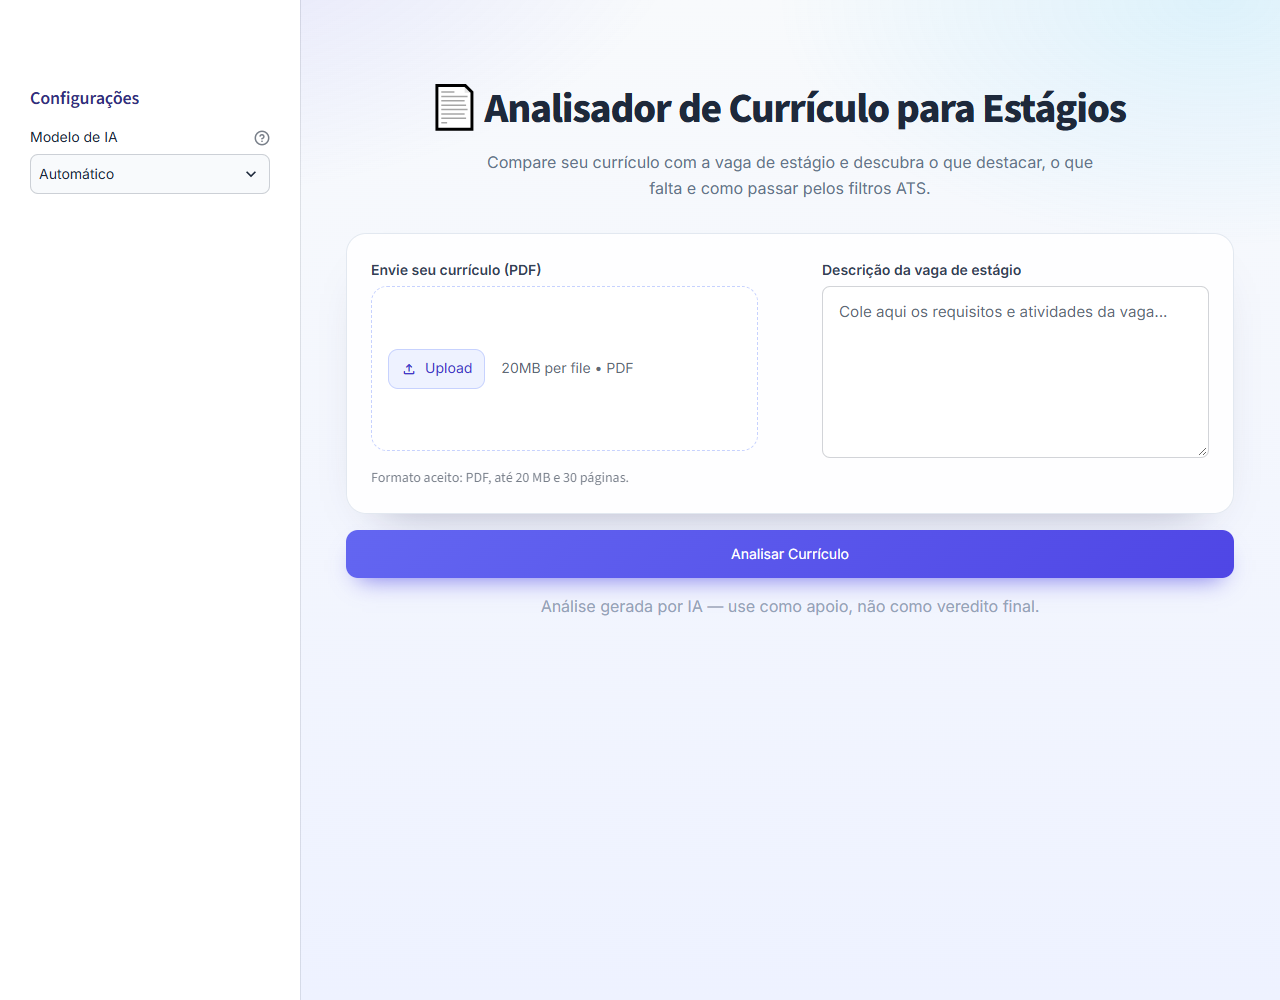 Configurações
Modelo de IA
Automático
Analisador de Currículo para Estágios
Compare seu currículo com a vaga de estágio e descubra o que destacar, o que
falta e como passar pelos filtros ATS.
Envie seu currículo (PDF)
Upload
20MB per file • PDF
Formato aceito: PDF, até 20 MB e 30 páginas.
Descrição da vaga de estágio
Cole aqui os requisitos e atividades da vaga...
Analisar Currículo
Análise gerada por IA — use como apoio, não como veredito final.